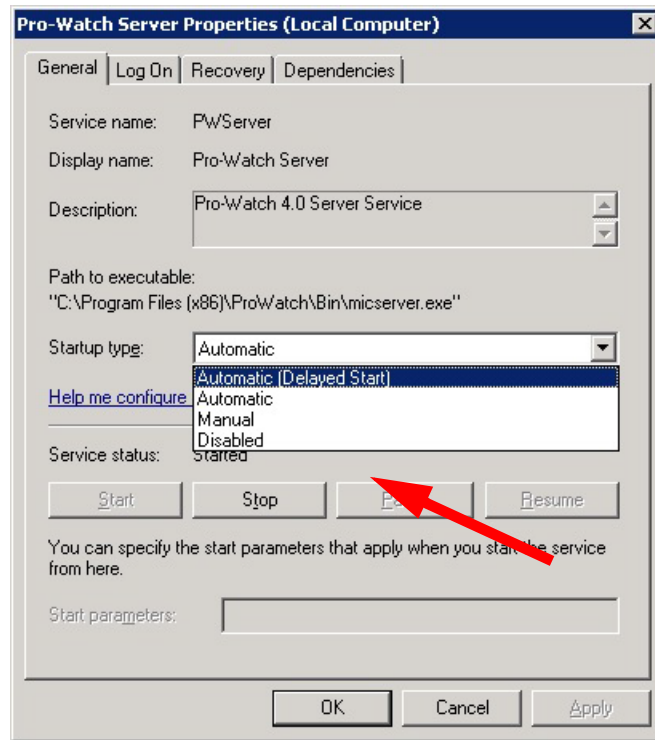 Pro-Watch Server Properties (Local Computer)
General Log On Recovery Dependencies
Service name: PWServer
Display name: Pro-Watch Server
Description: Pro-Watch 4.0 Server Service
Path to executable:
"C:\Program Files (x86)\ProWatch\Bin\micserver.exe"
Startup type: Automatic
Automatic (Delayed Start)
Help me configure Automatic
Manual
Disabled
Service status: Started
Start Stop Resume
You can specify the start parameters that apply when you start the service
from here.
Start parameters:
OK Cancel Apply